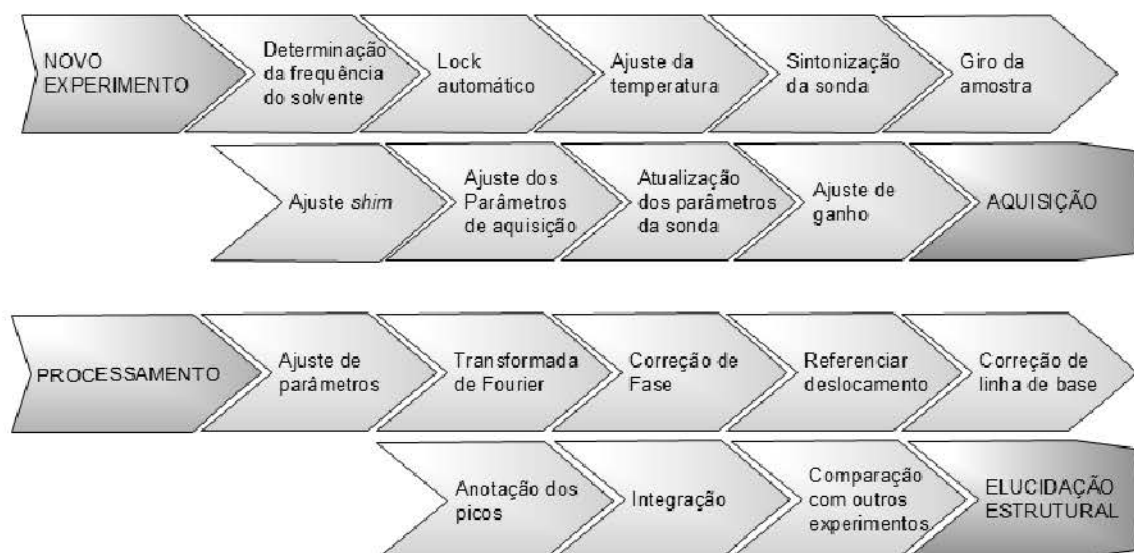 NOVO
EXPERIMENTO
Determinação
da frequência
do solvente
Lock
automático
Ajuste da
temperatura
Sintonização
da sonda
Giro da
amostra
Ajuste shim
Ajuste dos
Parâmetros
de aquisição
Atualização
dos parâmetros
da sonda
Ajuste de
ganho
AQUISIÇÃO
PROCESSAMENTO
Ajuste de
parâmetros
Transformada
de Fourier
Correção de
Fase
Referenciar
deslocamento
Correção de
linha de base
Anotação dos
picos
Integração
Comparação
com outros
experimentos
ELUCIDAÇÃO
ESTRUTURAL